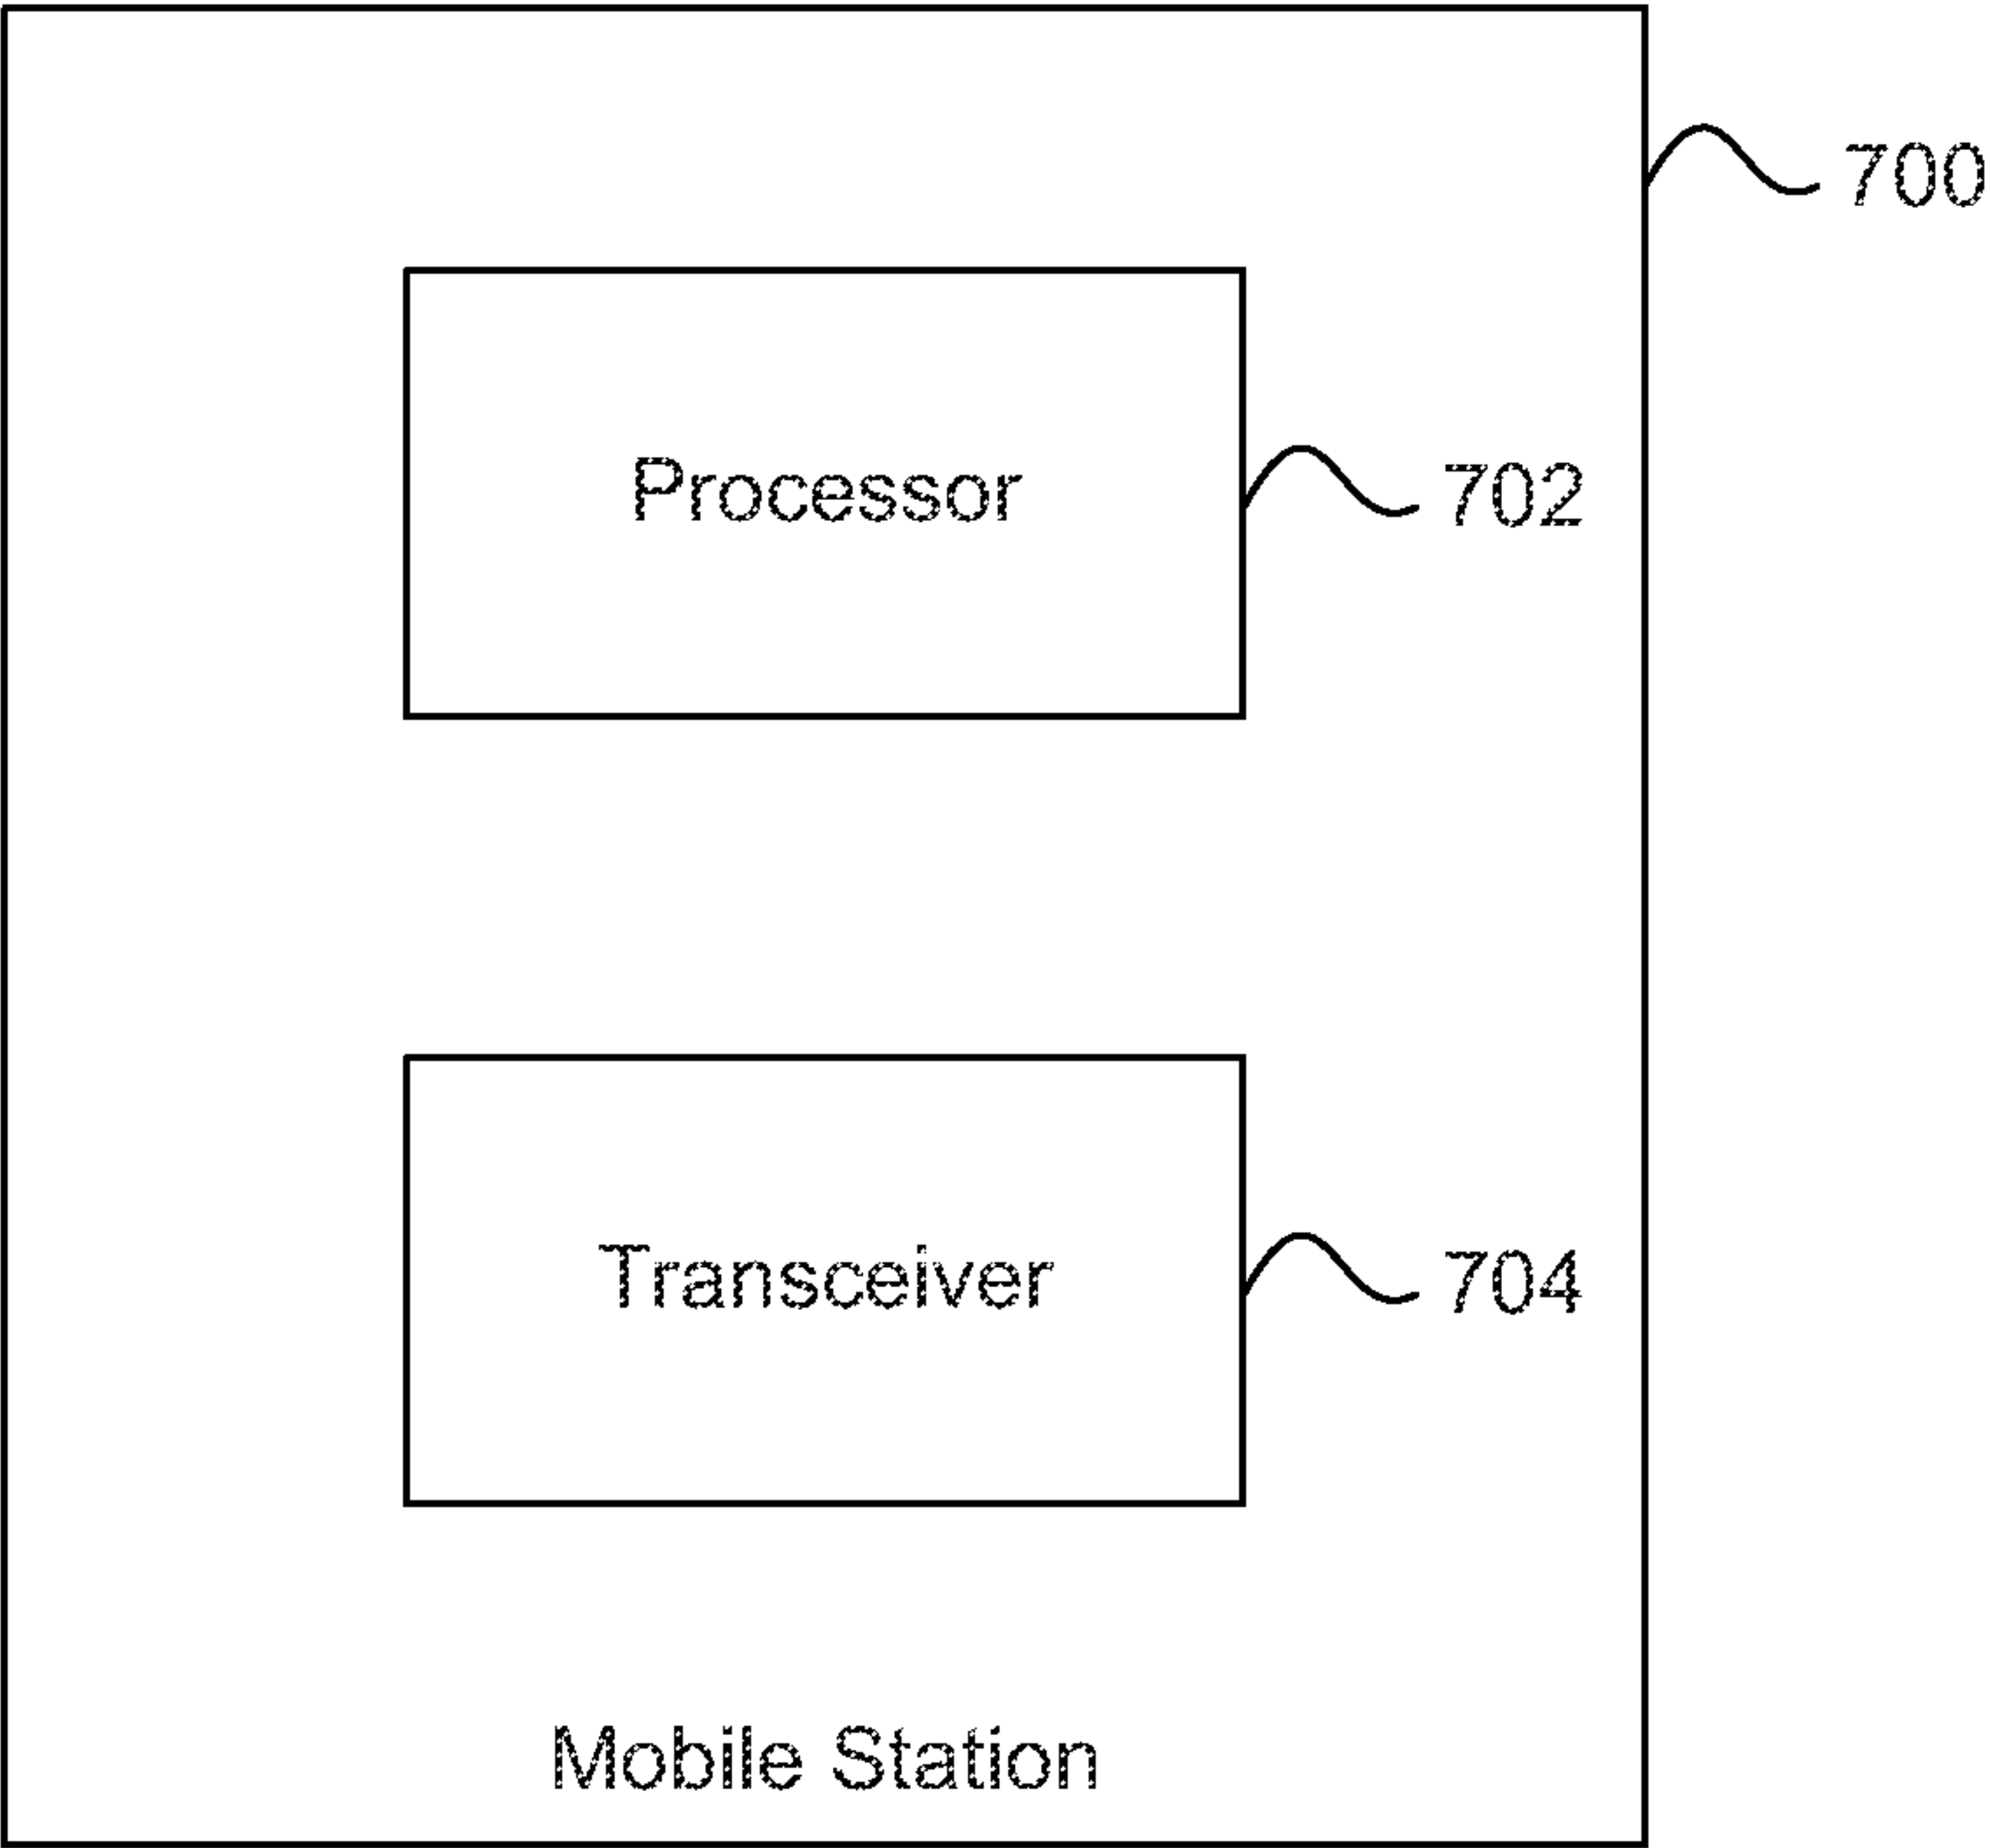 700
Processor
702
Transceiver
704
Mobile Station